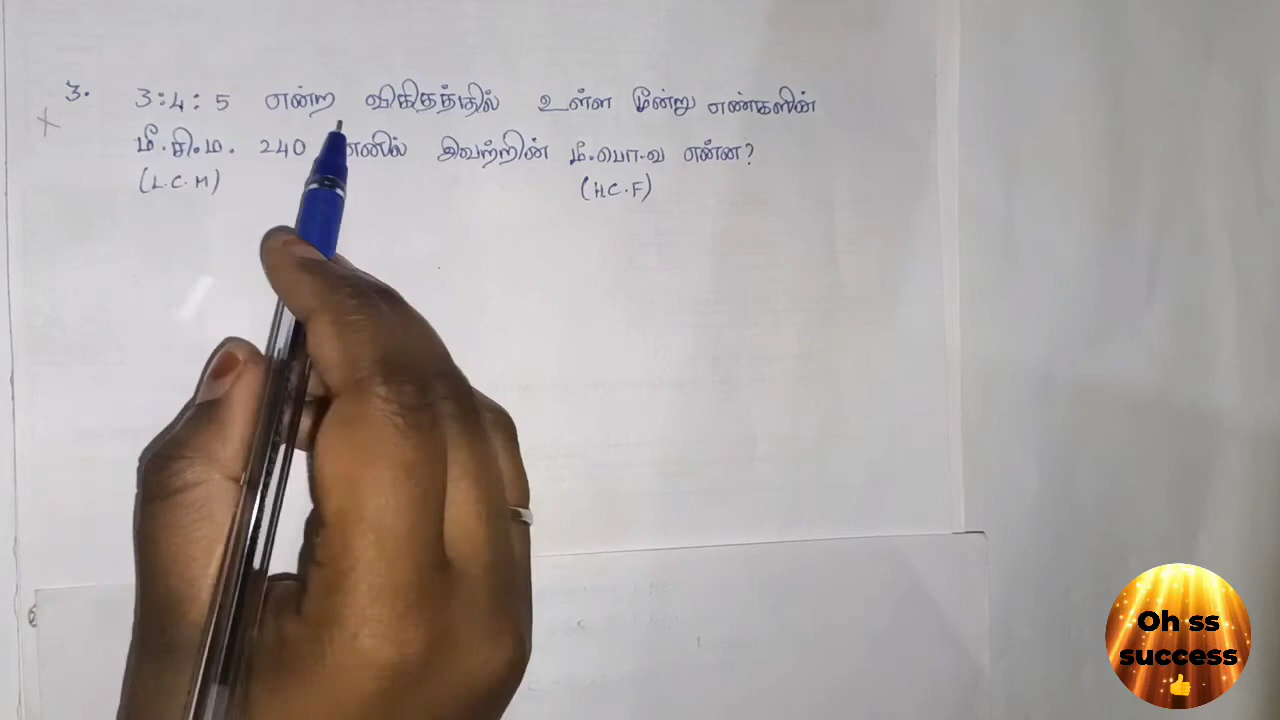 3. 3:4:5 என்ற விகிதத்தில் உள்ள மூன்று எண்களின்
மீ.சி.ம. 240 எனில் இவற்றின் மீ.பொ.வ என்ன?
(L.C.M) (H.C.F)
Oh ss
success